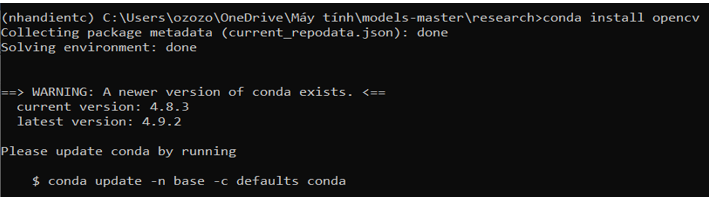 (nhandientc) C:\Users\ozozo\OneDrive\Máy tính\models-master\research>conda install opencv
Collecting package metadata (current_repodata.json): done
Solving environment: done
==> WARNING: A newer version of conda exists. <==
current version: 4.8.3
latest version: 4.9.2
Please update conda by running
$ conda update -n base -c defaults conda